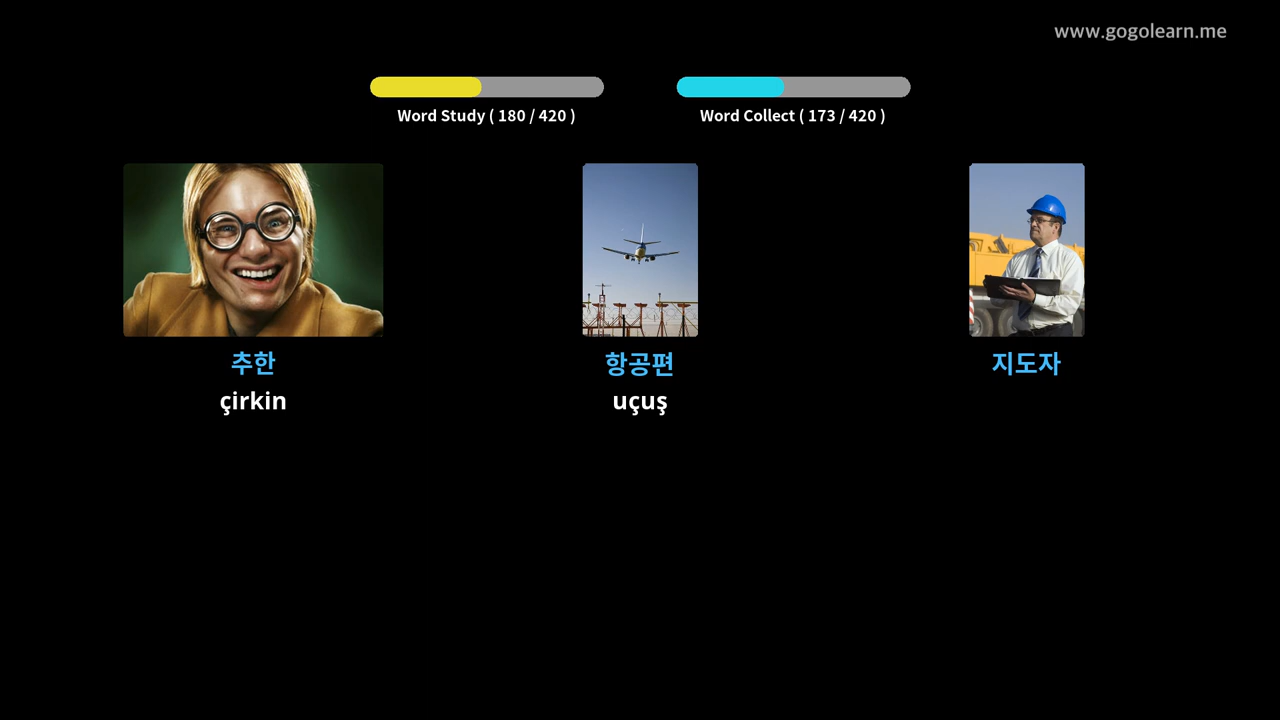 www.gogolearn.me
Word Study ( 180 / 420 )
Word Collect ( 173 / 420 )
추한
항공편
지도자
çirkin
uçuş